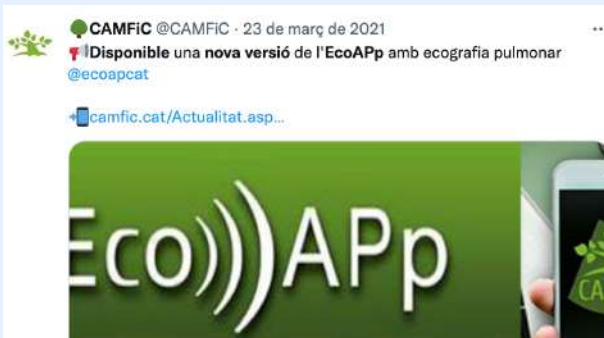 CAMFiC @CAMFiC · 23 de març de 2021
Disponible una nova versió de l'EcoAPp amb ecografia pulmonar
@ecoapcat
camfic.cat/Actualitat.asp...
Eco)))APp
CA